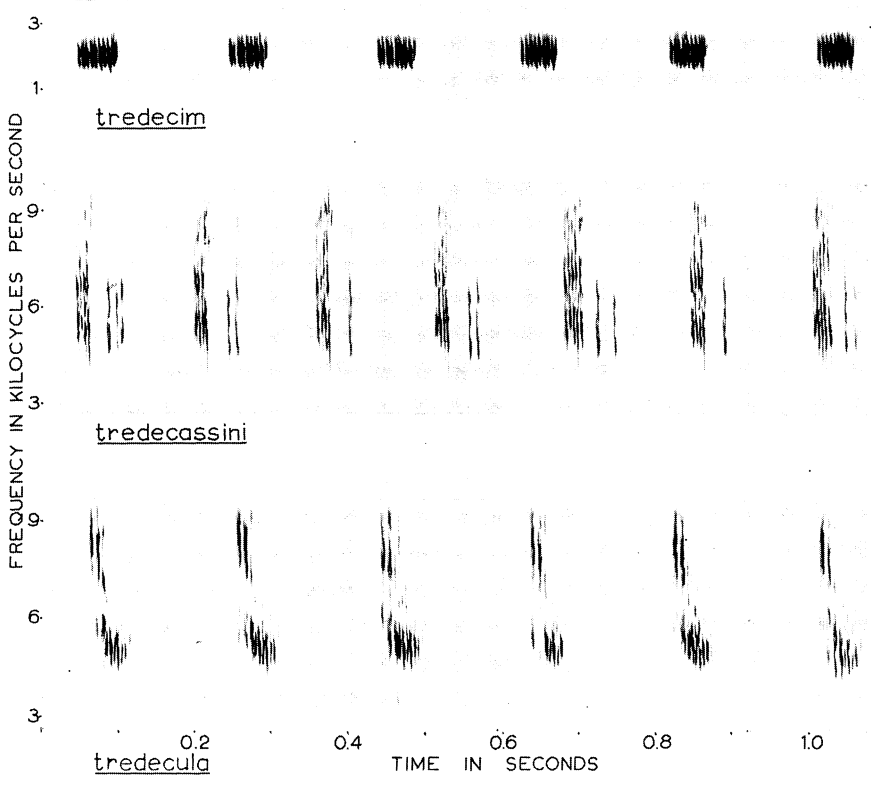 3
1
tredecim
9
6
3
tredecassini
9
6
3
0.2 0.4 0.6 0.8 1.0
tredecula
TIME IN SECONDS
FREQUENCY IN KILOCYCLES PER SECOND